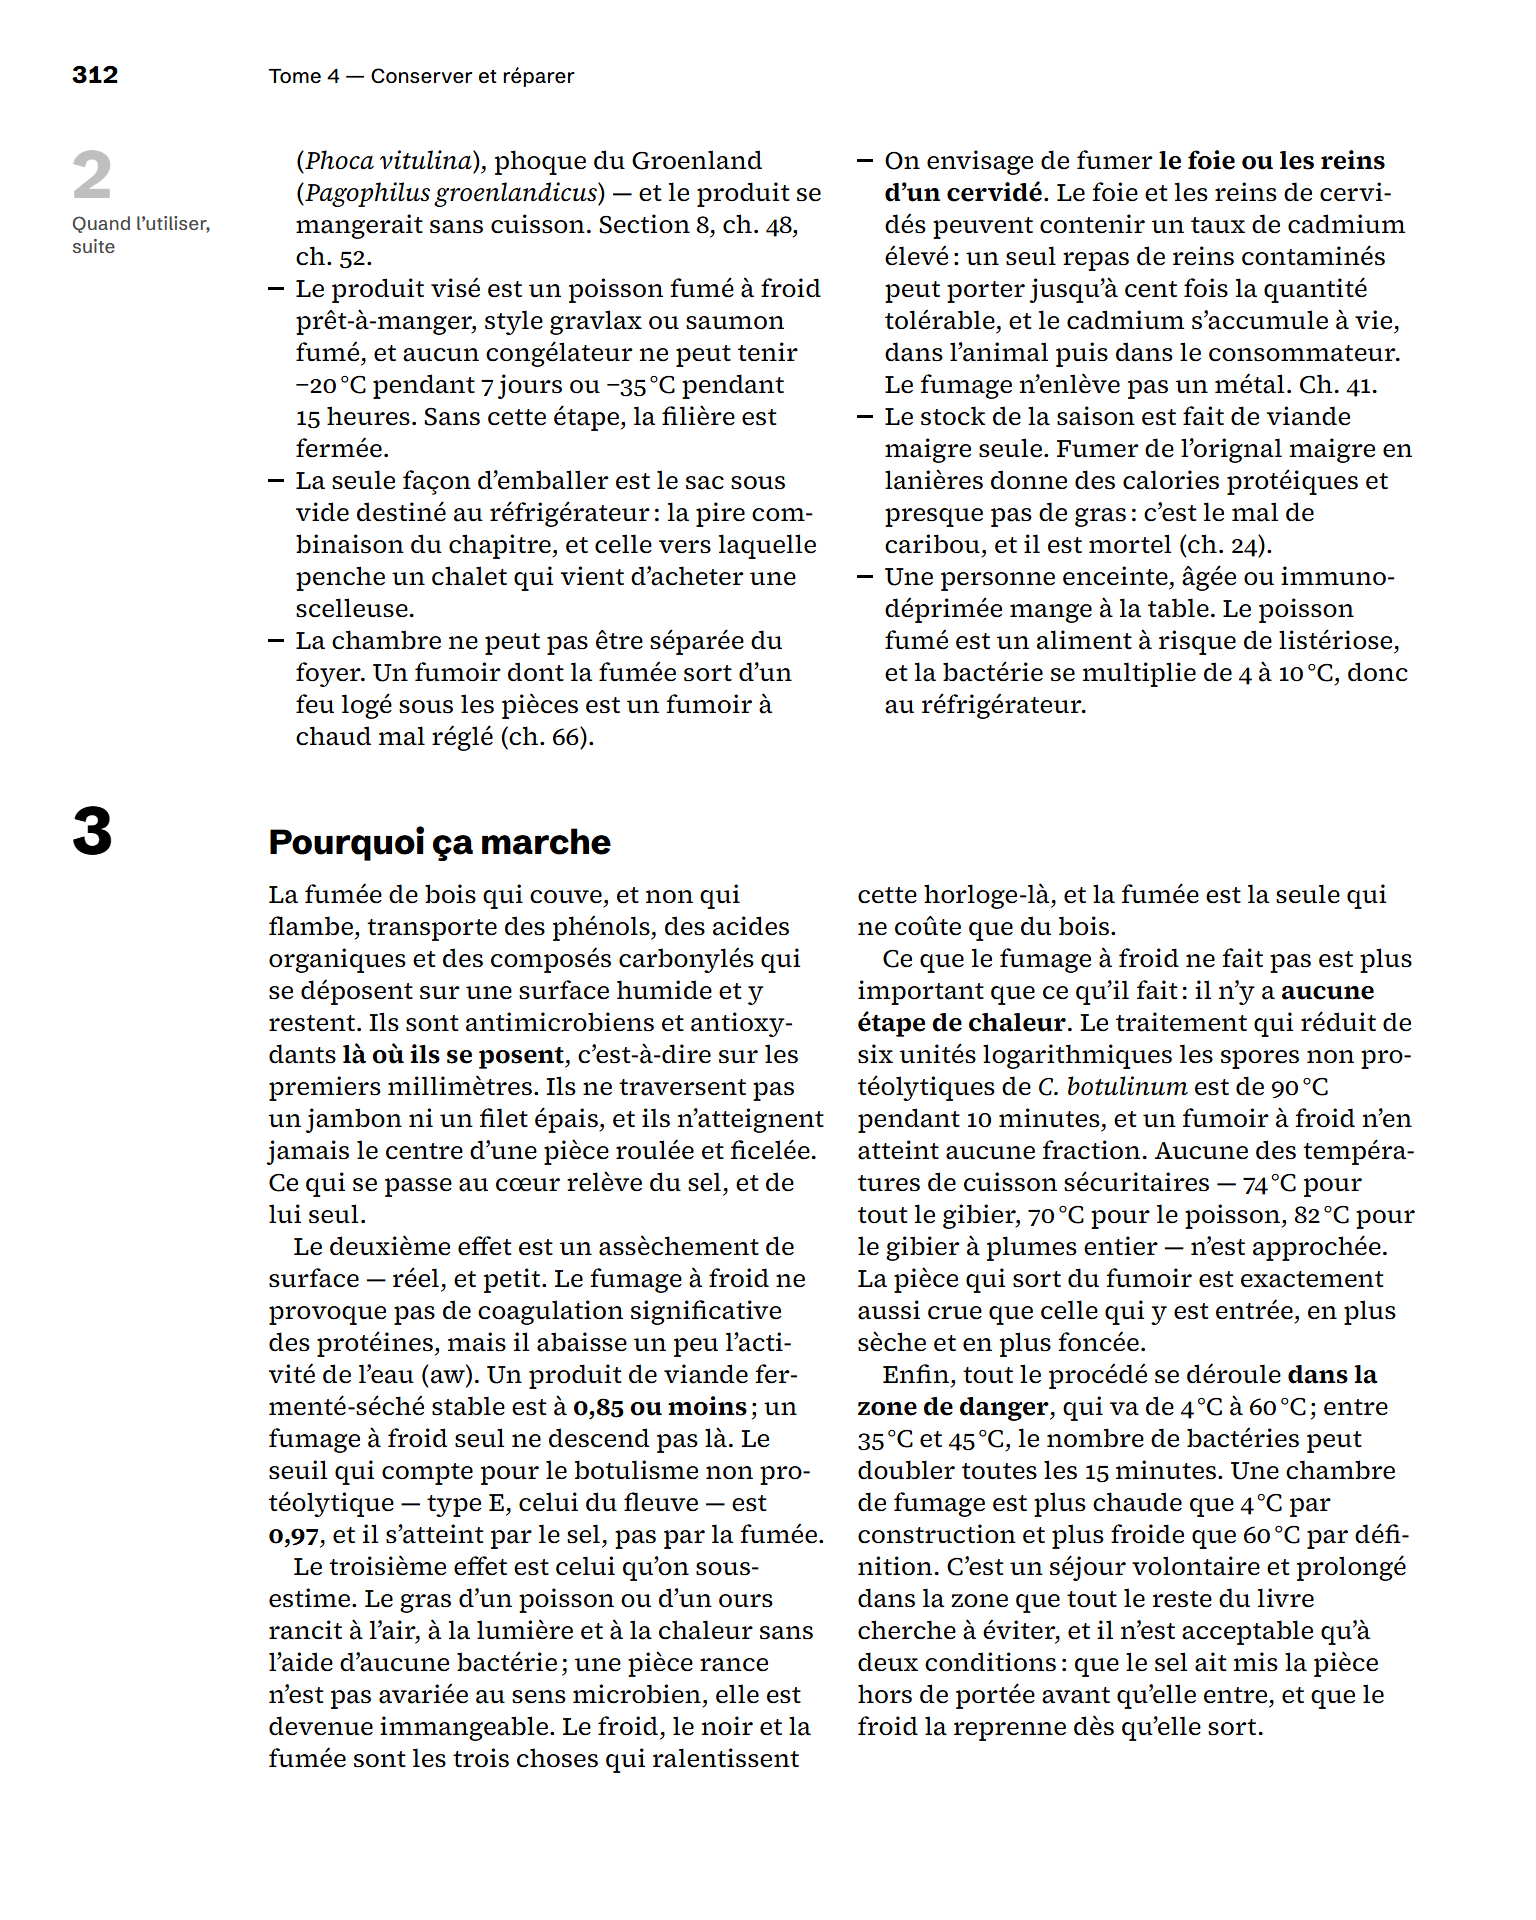 312
Tome 4 — Conserver et réparer
2
Quand l’utiliser,
suite
(Phoca vitulina), phoque du Groenland
(Pagophilus groenlandicus) — et le produit se
mangerait sans cuisson. Section 8, ch. 48,
ch. 52.
– Le produit visé est un poisson fumé à froid
prêt-à-manger, style gravlax ou saumon
fumé, et aucun congélateur ne peut tenir
−20 °C pendant 7 jours ou −35 °C pendant
15 heures. Sans cette étape, la filière est
fermée.
– La seule façon d’emballer est le sac sous
vide destiné au réfrigérateur : la pire com-
binaison du chapitre, et celle vers laquelle
penche un chalet qui vient d’acheter une
scelleuse.
– La chambre ne peut pas être séparée du
foyer. Un fumoir dont la fumée sort d’un
feu logé sous les pièces est un fumoir à
chaud mal réglé (ch. 66).
– On envisage de fumer le foie ou les reins
d’un cervidé. Le foie et les reins de cervi-
dés peuvent contenir un taux de cadmium
élevé : un seul repas de reins contaminés
peut porter jusqu’à cent fois la quantité
tolérable, et le cadmium s’accumule à vie,
dans l’animal puis dans le consommateur.
Le fumage n’enlève pas un métal. Ch. 41.
– Le stock de la saison est fait de viande
maigre seule. Fumer de l’orignal maigre en
lanières donne des calories protéiques et
presque pas de gras : c’est le mal de
caribou, et il est mortel (ch. 24).
– Une personne enceinte, âgée ou immuno-
déprimée mange à la table. Le poisson
fumé est un aliment à risque de listériose,
et la bactérie se multiplie de 4 à 10 °C, donc
au réfrigérateur.
3
Pourquoi ça marche
La fumée de bois qui couve, et non qui
flambe, transporte des phénols, des acides
organiques et des composés carbonylés qui
se déposent sur une surface humide et y
restent. Ils sont antimicrobiens et antioxy-
dants là où ils se posent, c’est-à-dire sur les
premiers millimètres. Ils ne traversent pas
un jambon ni un filet épais, et ils n’atteignent
jamais le centre d’une pièce roulée et ficelée.
Ce qui se passe au cœur relève du sel, et de
lui seul.
Le deuxième effet est un assèchement de
surface — réel, et petit. Le fumage à froid ne
provoque pas de coagulation significative
des protéines, mais il abaisse un peu l’acti-
vité de l’eau (aw). Un produit de viande fer-
menté-séché stable est à 0,85 ou moins ; un
fumage à froid seul ne descend pas là. Le
seuil qui compte pour le botulisme non pro-
téolytique — type E, celui du fleuve — est
0,97, et il s’atteint par le sel, pas par la fumée.
Le troisième effet est celui qu’on sous-
estime. Le gras d’un poisson ou d’un ours
rancit à l’air, à la lumière et à la chaleur sans
l’aide d’aucune bactérie ; une pièce rance
n’est pas avariée au sens microbien, elle est
devenue immangeable. Le froid, le noir et la
fumée sont les trois choses qui ralentissent
cette horloge-là, et la fumée est la seule qui
ne coûte que du bois.
Ce que le fumage à froid ne fait pas est plus
important que ce qu’il fait : il n’y a aucune
étape de chaleur. Le traitement qui réduit de
six unités logarithmiques les spores non pro-
téolytiques de C. botulinum est de 90 °C
pendant 10 minutes, et un fumoir à froid n’en
atteint aucune fraction. Aucune des tempéra-
tures de cuisson sécuritaires — 74 °C pour
tout le gibier, 70 °C pour le poisson, 82 °C pour
le gibier à plumes entier — n’est approchée.
La pièce qui sort du fumoir est exactement
aussi crue que celle qui y est entrée, en plus
sèche et en plus foncée.
Enfin, tout le procédé se déroule dans la
zone de danger, qui va de 4 °C à 60 °C ; entre
35 °C et 45 °C, le nombre de bactéries peut
doubler toutes les 15 minutes. Une chambre
de fumage est plus chaude que 4 °C par
construction et plus froide que 60 °C par défi-
nition. C’est un séjour volontaire et prolongé
dans la zone que tout le reste du livre
cherche à éviter, et il n’est acceptable qu’à
deux conditions : que le sel ait mis la pièce
hors de portée avant qu’elle entre, et que le
froid la reprenne dès qu’elle sort.